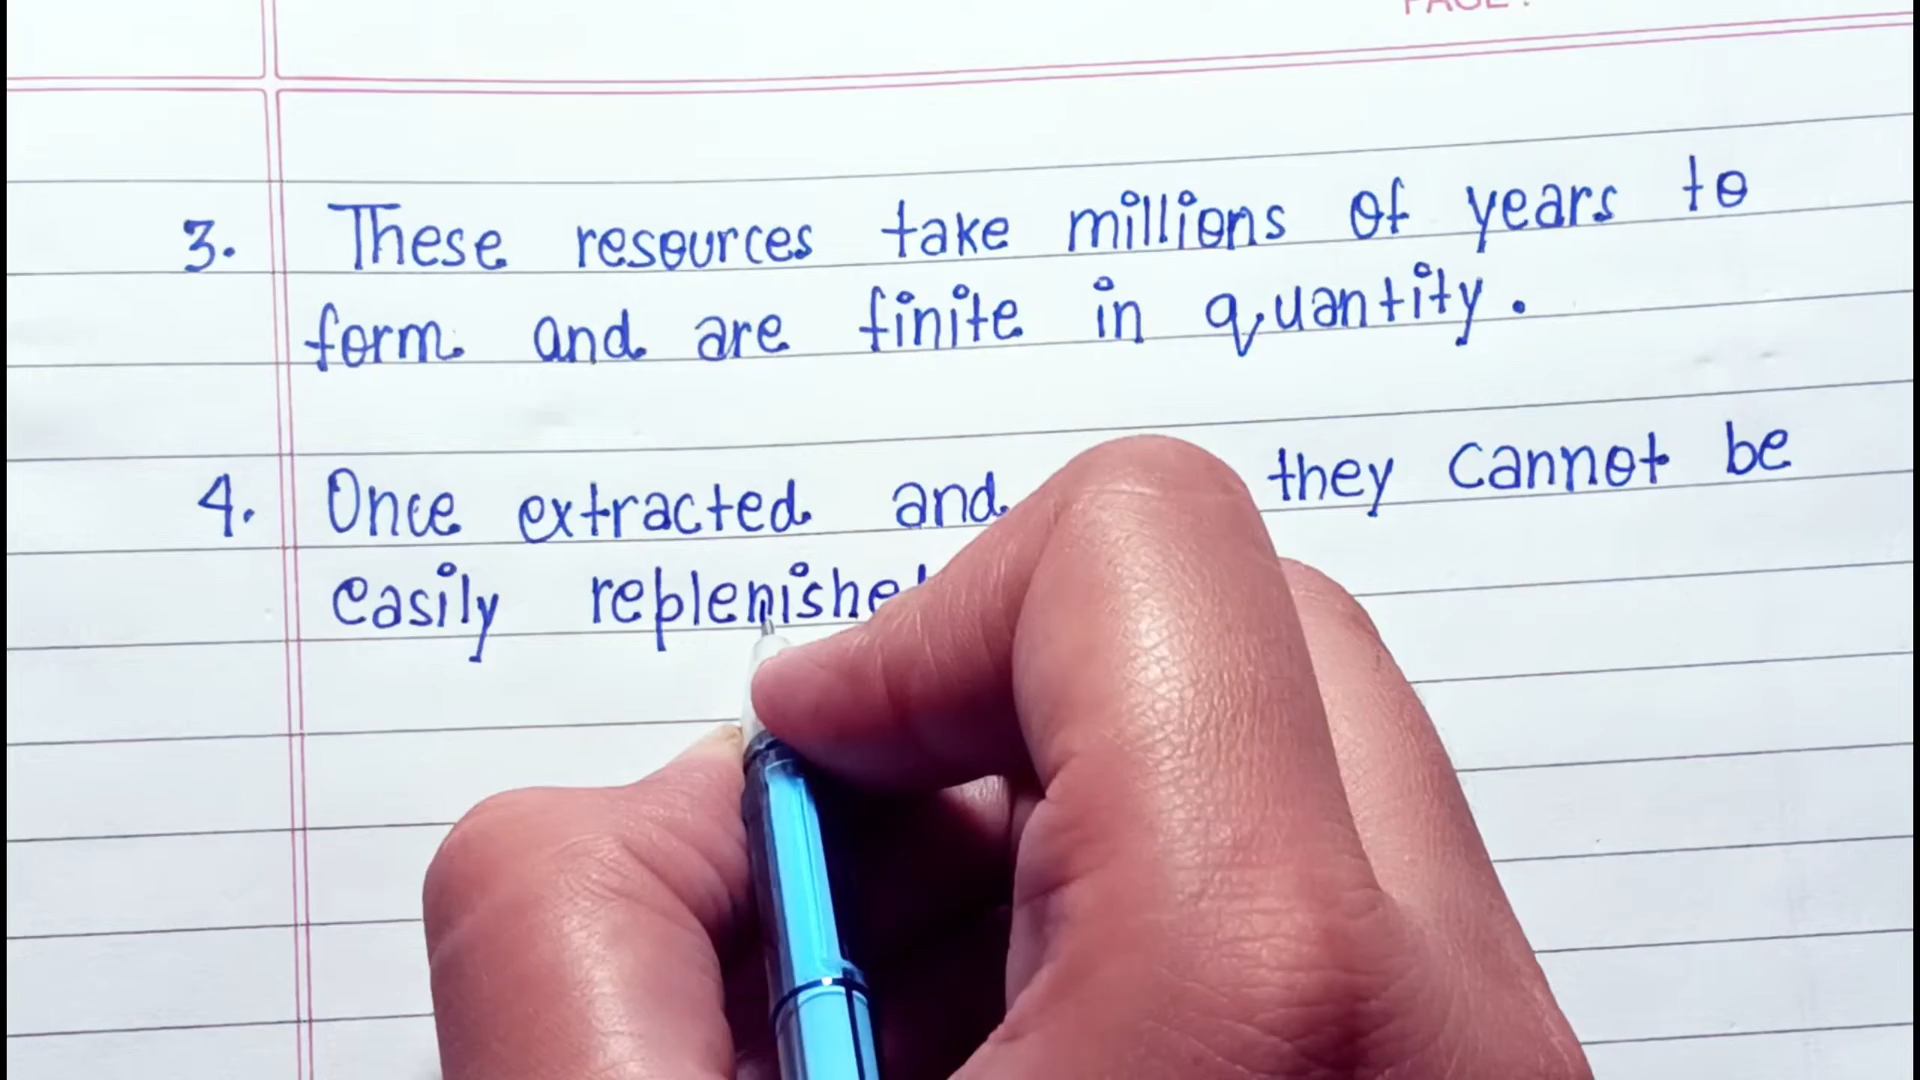 PAGE :
3. These resources take millions of years to
form and are finite in quantity.
4. Once extracted and they cannot be
easily